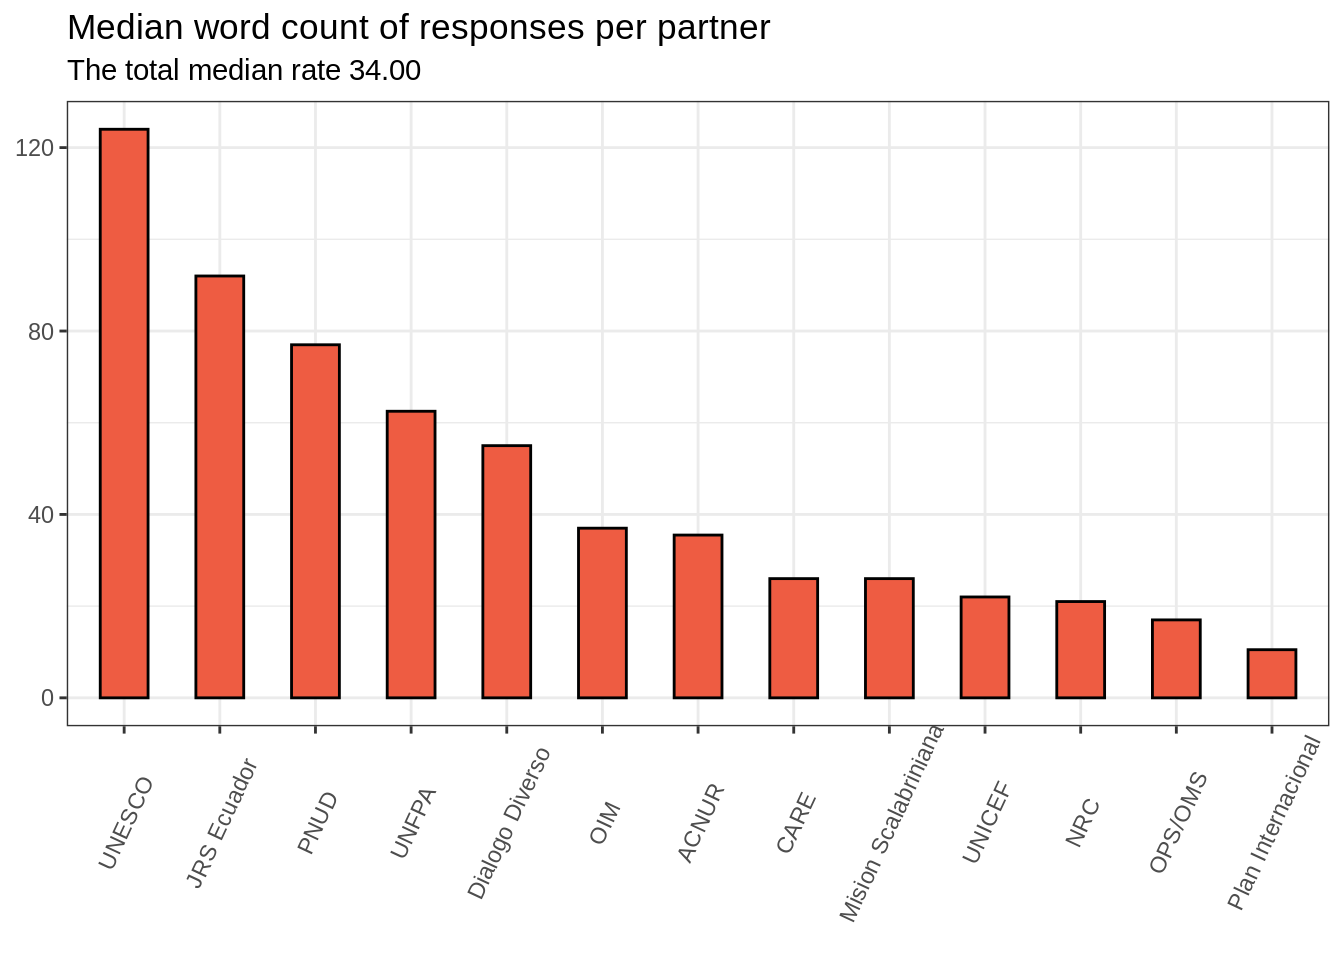 Median word count of responses per partner
The total median rate 34.00
120
80
40
0
UNESCO
JRS Ecuador
PNUD
UNFPA
Dialogo Diverso
OIM
ACNUR
CARE
Mision Scalabriniana
UNICEF
NRC
OPS/OMS
Plan Internacional